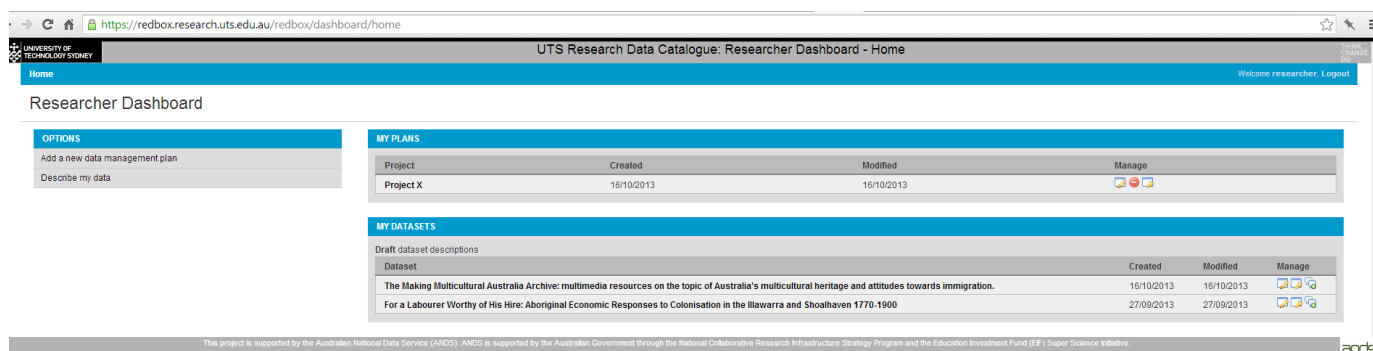 https://redbox.research.uts.edu.au/redbox/dashboard/home
UNIVERSITY OF
TECHNOLOGY SYDNEY
UTS Research Data Catalogue: Researcher Dashboard - Home
THINK.
CHANGE.
DO
Home
Welcome researcher, Logout
Researcher Dashboard
OPTIONS
Add a new data management plan
Describe my data
MY PLANS
Project Created Modified Manage
Project X 16/10/2013 16/10/2013
MY DATASETS
Draft dataset descriptions
Dataset Created Modified Manage
The Making Multicultural Australia Archive: multimedia resources on the topic of Australia's multicultural heritage and attitudes towards immigration. 16/10/2013 16/10/2013
For a Labourer Worthy of His Hire: Aboriginal Economic Responses to Colonisation in the Illawarra and Shoalhaven 1770-1900 27/09/2013 27/09/2013
This project is supported by the Australian National Data Service (ANDS). ANDS is supported by the Australian Government through the National Collaborative Research Infrastructure Strategy Program and the Education Investment Fund (EIF) Super Science Initiative.
ands